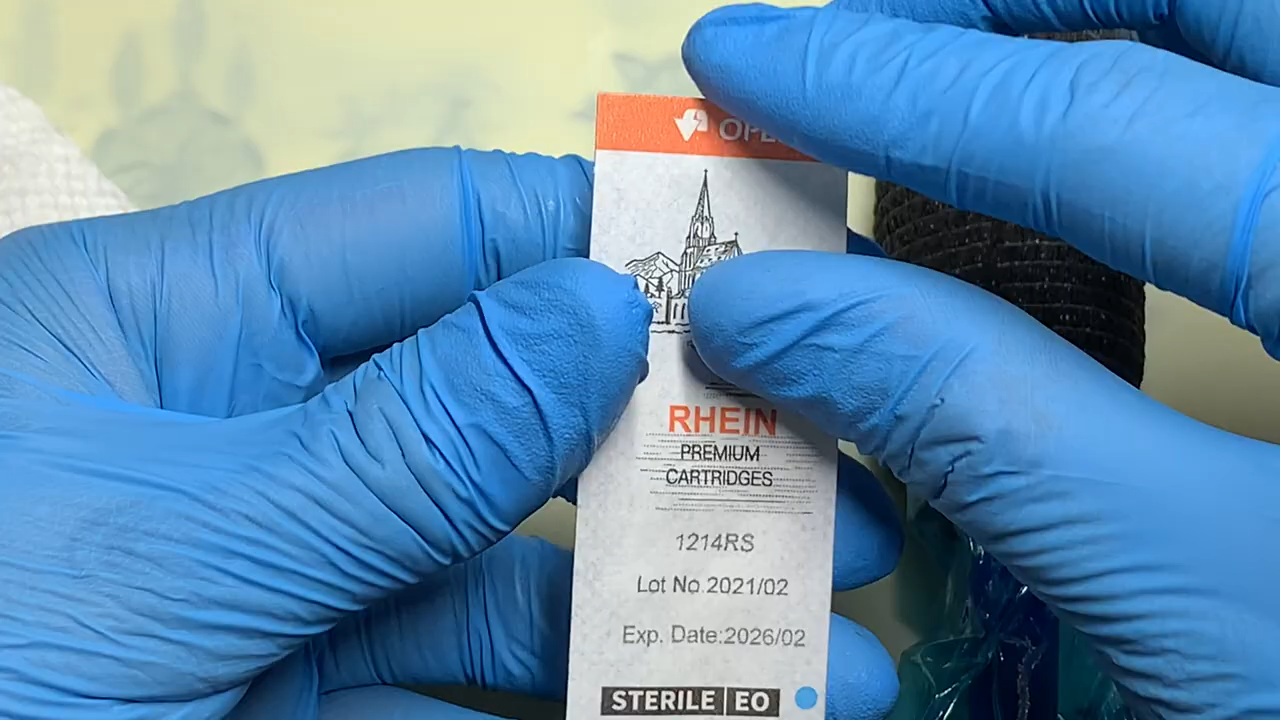 RHEIN
PREMIUM
CARTRIDGES
1214RS
Lot No.2021/02
Exp. Date:2026/02
STERILE EO